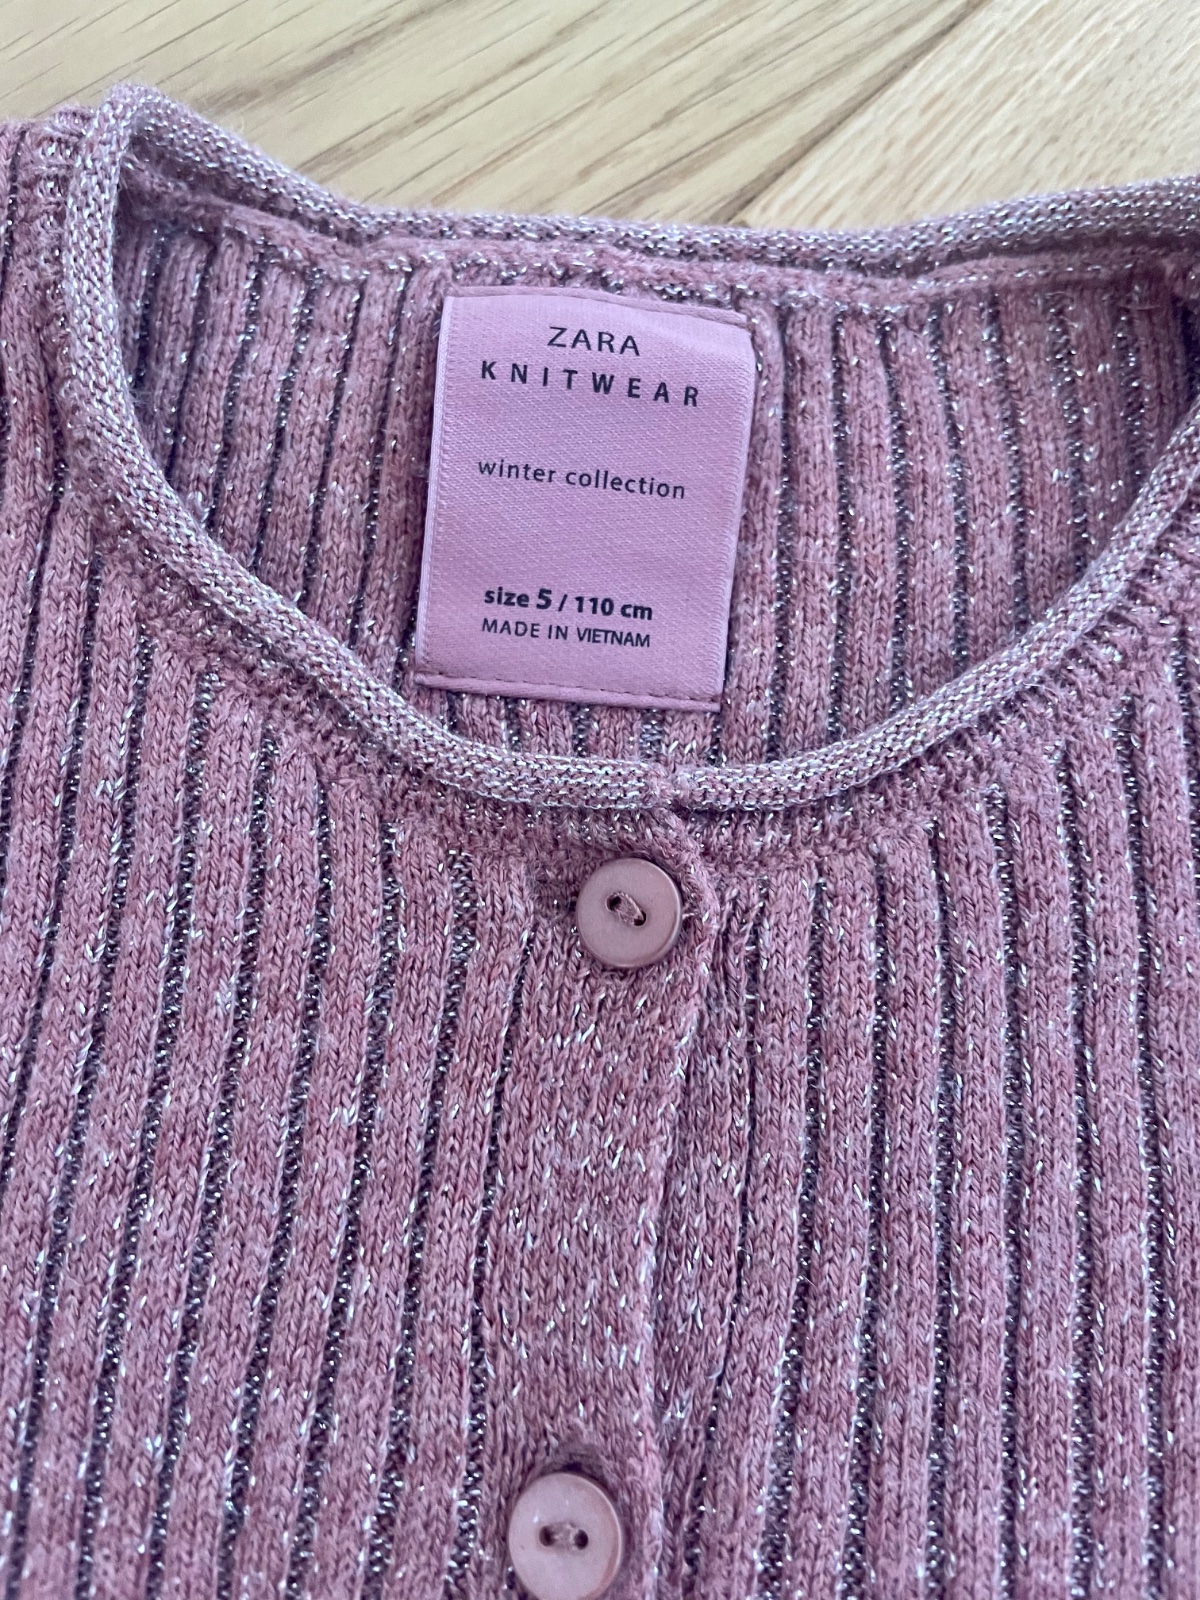 ZARA
KNITWEAR
winter collection
size 5 / 110 cm
MADE IN VIETNAM